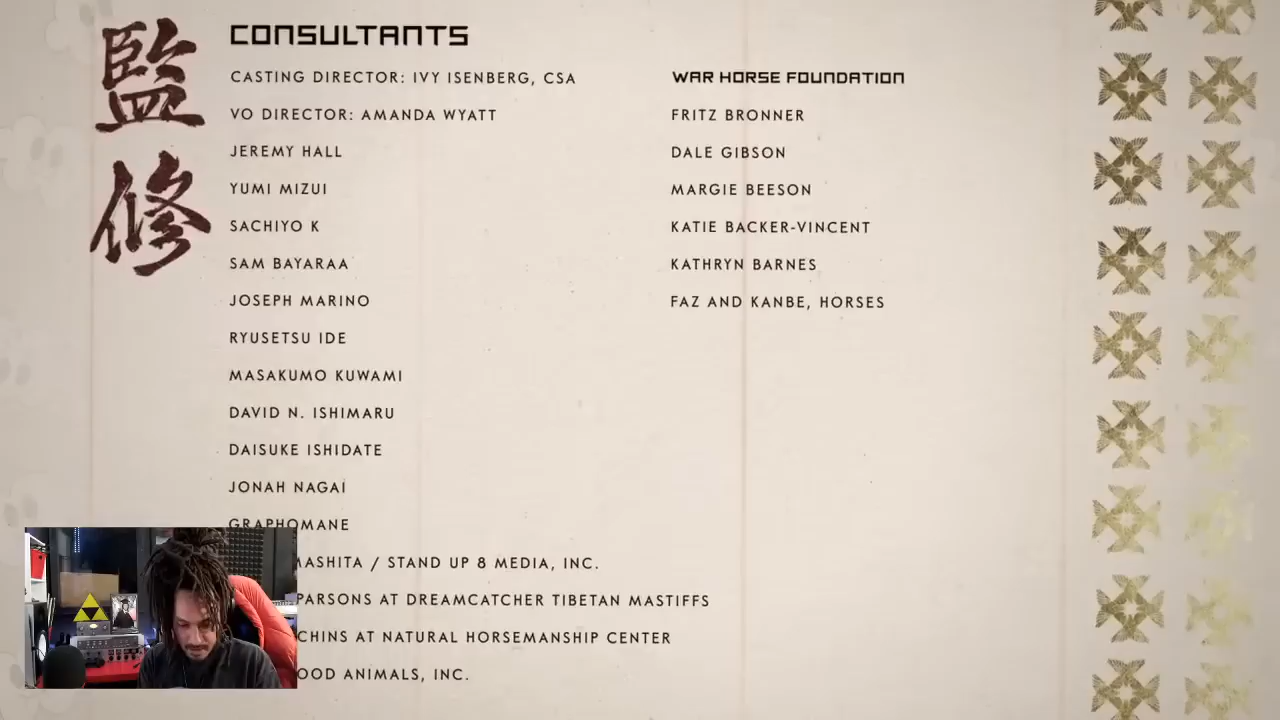 監修
CONSULTANTS
CASTING DIRECTOR: IVY ISENBERG, CSA
VO DIRECTOR: AMANDA WYATT
JEREMY HALL
YUMI MIZUI
SACHIYO K
SAM BAYARAA
JOSEPH MARINO
RYUSETSU IDE
MASAKUMO KUWAMI
DAVID N. ISHIMARU
DAISUKE ISHIDATE
JONAH NAGAI
GRAPHOMANE
MASHITA / STAND UP 8 MEDIA, INC.
PARSONS AT DREAMCATCHER TIBETAN MASTIFFS
CHINS AT NATURAL HORSEMANSHIP CENTER
OOD ANIMALS, INC.
WAR HORSE FOUNDATION
FRITZ BRONNER
DALE GIBSON
MARGIE BEESON
KATIE BACKER-VINCENT
KATHRYN BARNES
FAZ AND KANBE, HORSES